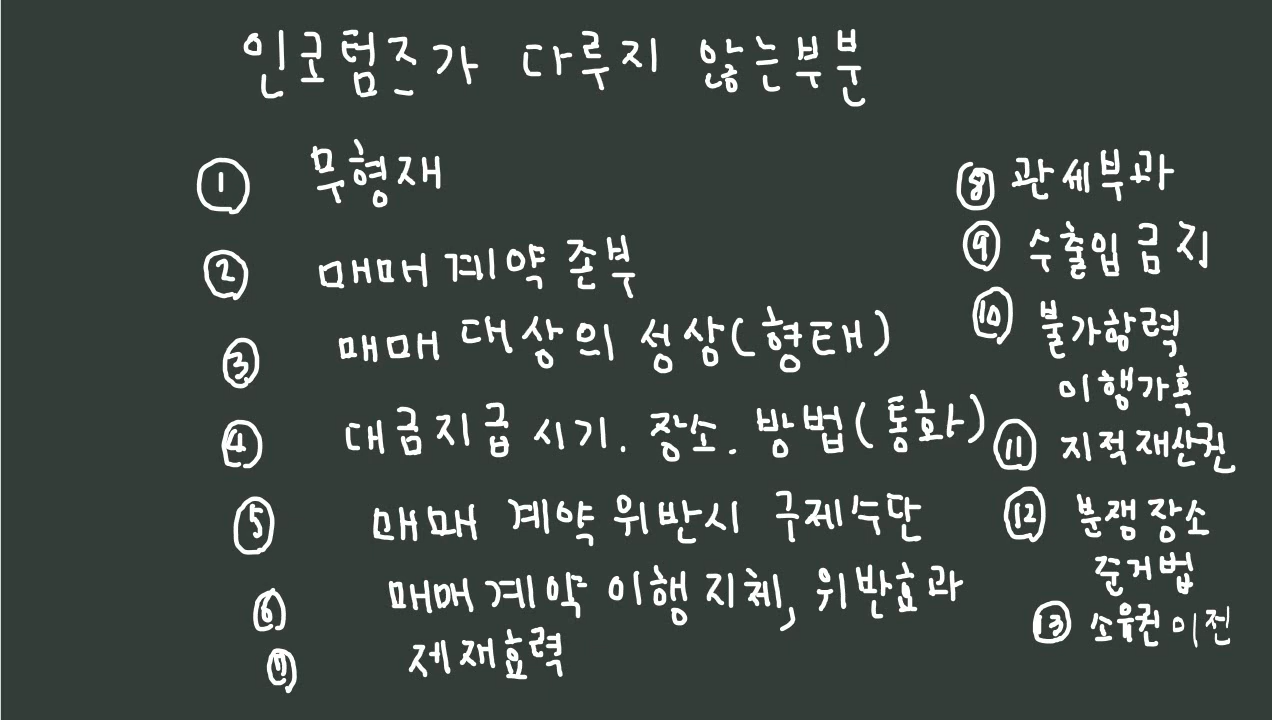 인코텀즈가 다루지 않는부분
① 무형재
② 매매계약존부
③ 매매 대상의 성상(형태)
④ 대금지급 시기. 장소. 방법(통화)
⑤ 매매 계약 위반시 구제수단
⑥ 매매계약 이행지체, 위반효과
⑦ 제재효력
⑧ 관세부과
⑨ 수출입금지
⑩ 불가항력
이행가혹
⑪ 지적재산권
⑫ 분쟁장소
준거법
⑬ 소유권이전